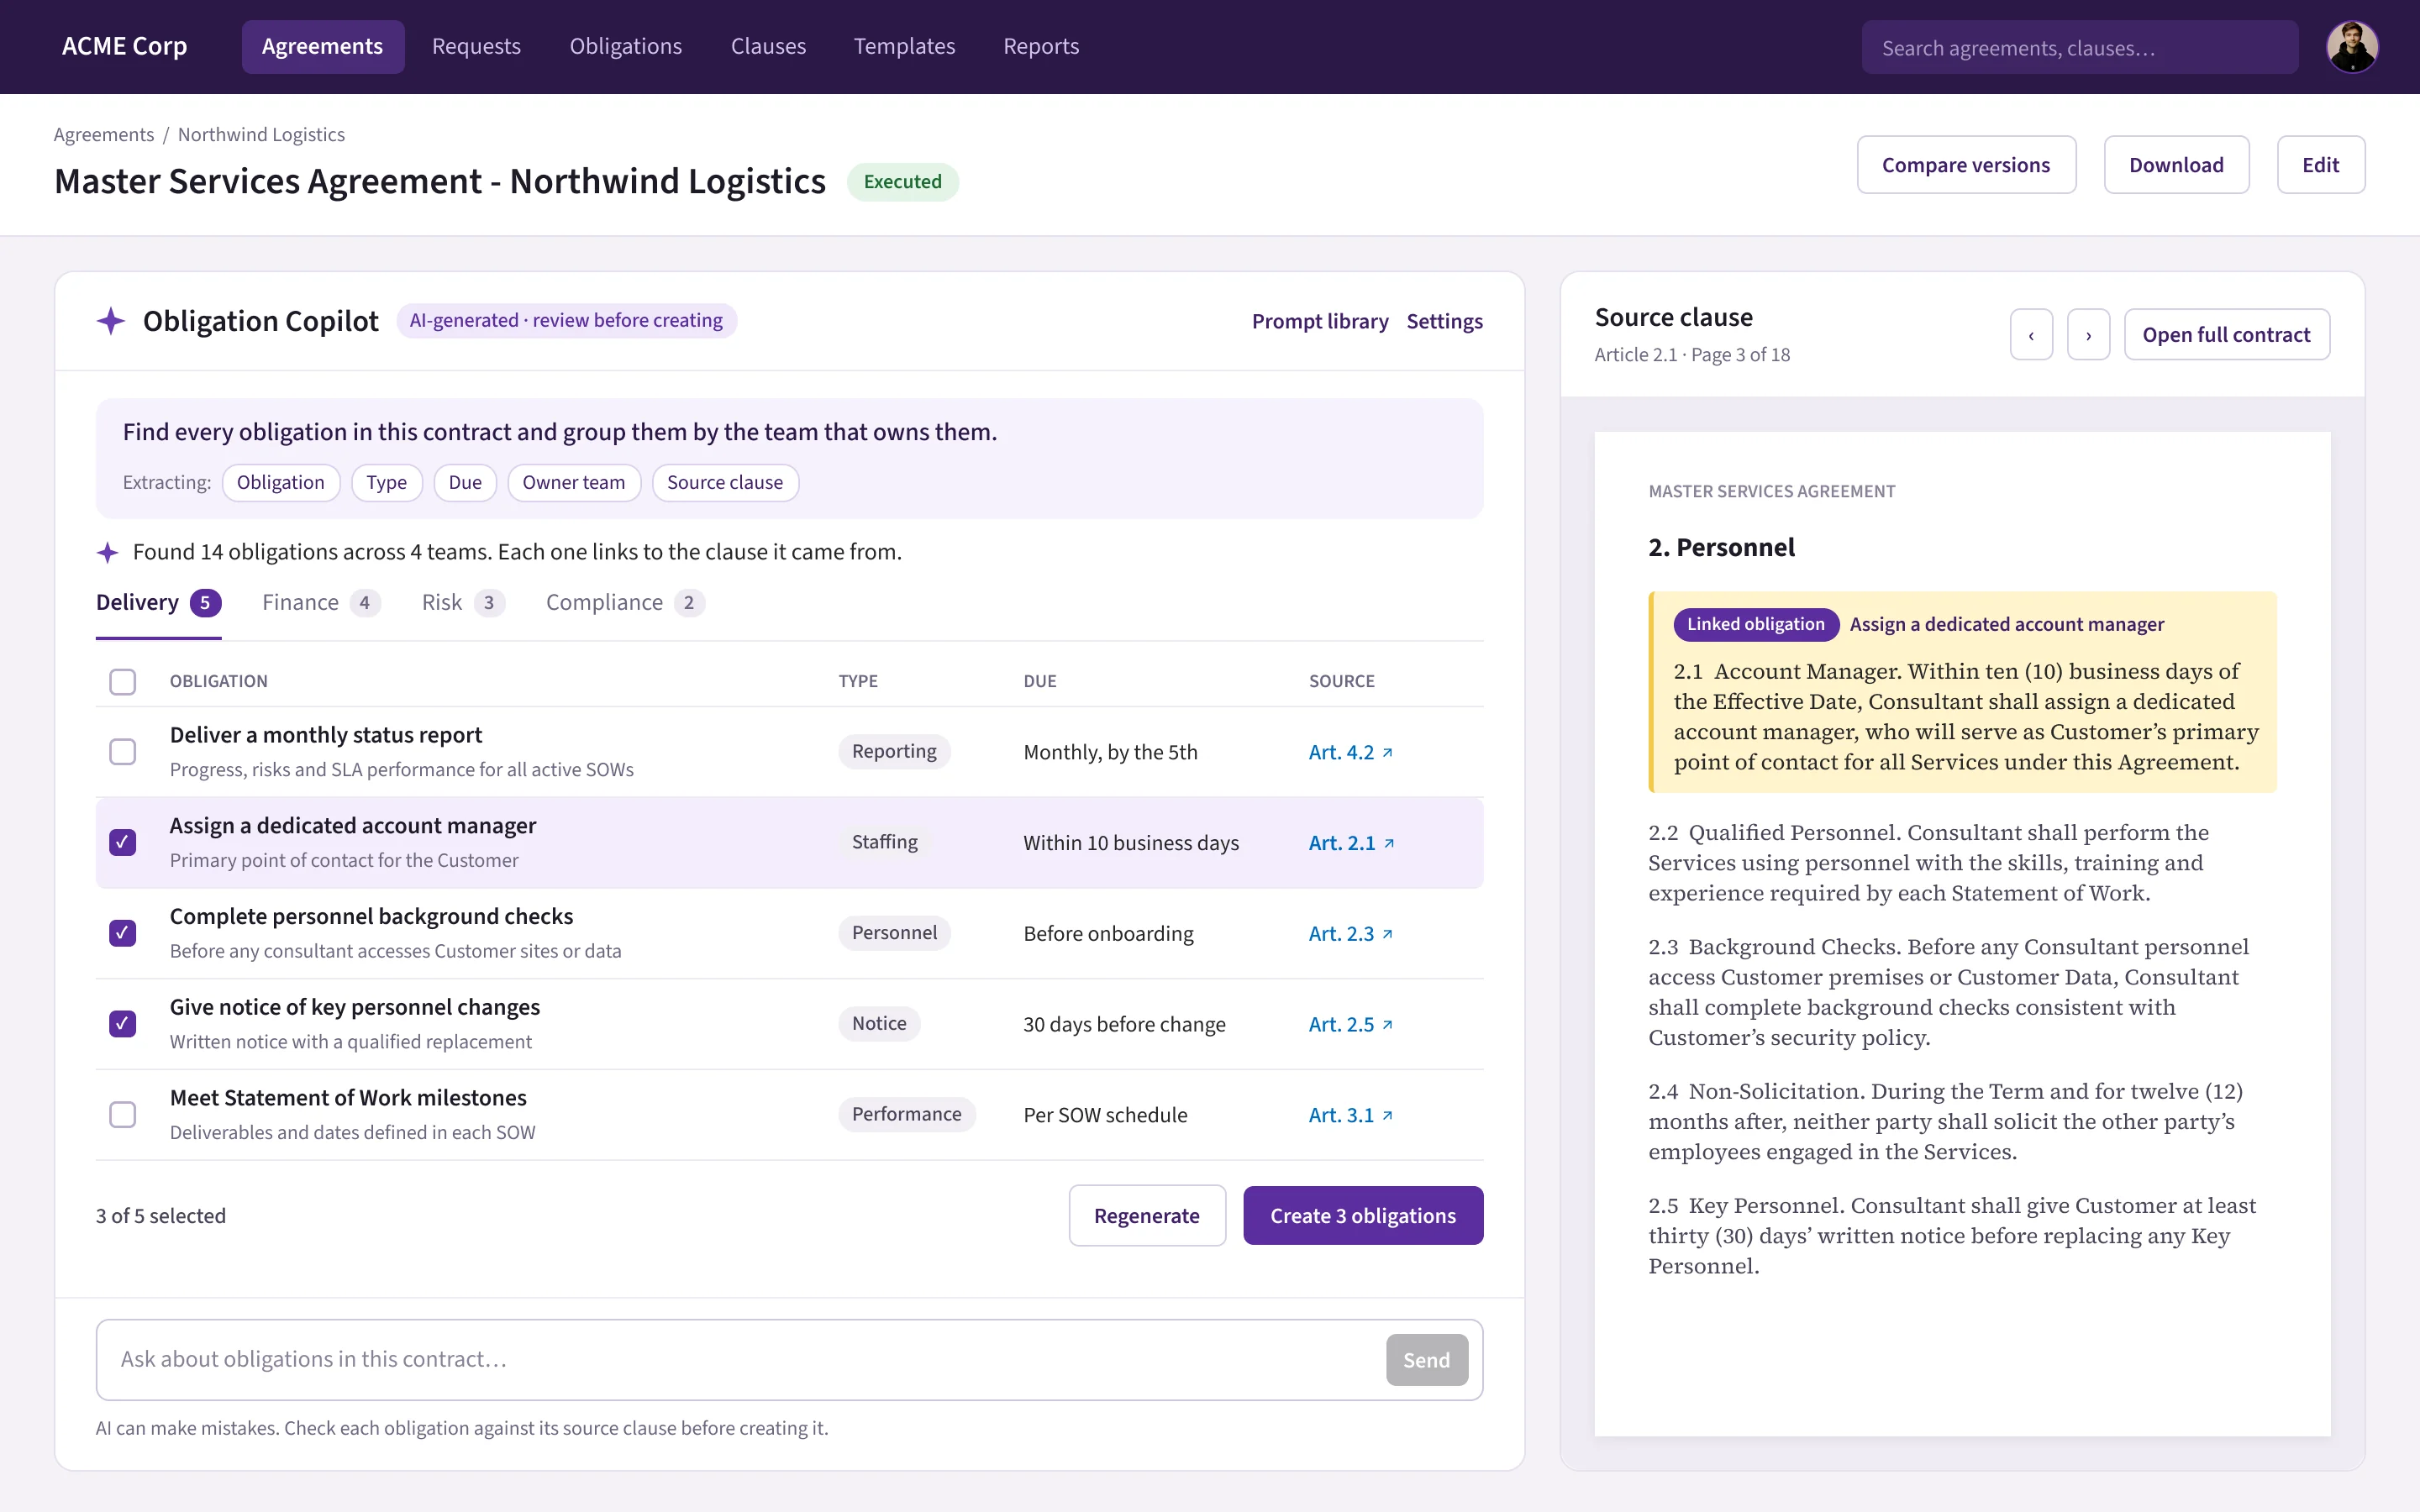 ACME Corp
Agreements
Requests
Obligations
Clauses
Templates
Reports
Search agreements, clauses…
Agreements / Northwind Logistics
Master Services Agreement - Northwind Logistics
Executed
Compare versions
Download
Edit
Obligation Copilot
AI-generated · review before creating
Prompt library
Settings
Find every obligation in this contract and group them by the team that owns them.
Extracting:
Obligation
Type
Due
Owner team
Source clause
Found 14 obligations across 4 teams. Each one links to the clause it came from.
Delivery 5
Finance 4
Risk 3
Compliance 2
OBLIGATION
TYPE
DUE
SOURCE
Deliver a monthly status report
Progress, risks and SLA performance for all active SOWs
Reporting
Monthly, by the 5th
Art. 4.2 ↗
Assign a dedicated account manager
Primary point of contact for the Customer
Staffing
Within 10 business days
Art. 2.1 ↗
Complete personnel background checks
Before any consultant accesses Customer sites or data
Personnel
Before onboarding
Art. 2.3 ↗
Give notice of key personnel changes
Written notice with a qualified replacement
Notice
30 days before change
Art. 2.5 ↗
Meet Statement of Work milestones
Deliverables and dates defined in each SOW
Performance
Per SOW schedule
Art. 3.1 ↗
3 of 5 selected
Regenerate
Create 3 obligations
Ask about obligations in this contract…
Send
AI can make mistakes. Check each obligation against its source clause before creating it.
Source clause
Article 2.1 · Page 3 of 18
‹
›
Open full contract
MASTER SERVICES AGREEMENT
2. Personnel
Linked obligation
Assign a dedicated account manager
2.1 Account Manager. Within ten (10) business days of
the Effective Date, Consultant shall assign a dedicated
account manager, who will serve as Customer’s primary
point of contact for all Services under this Agreement.
2.2 Qualified Personnel. Consultant shall perform the
Services using personnel with the skills, training and
experience required by each Statement of Work.
2.3 Background Checks. Before any Consultant personnel
access Customer premises or Customer Data, Consultant
shall complete background checks consistent with
Customer’s security policy.
2.4 Non-Solicitation. During the Term and for twelve (12)
months after, neither party shall solicit the other party’s
employees engaged in the Services.
2.5 Key Personnel. Consultant shall give Customer at least
thirty (30) days’ written notice before replacing any Key
Personnel.